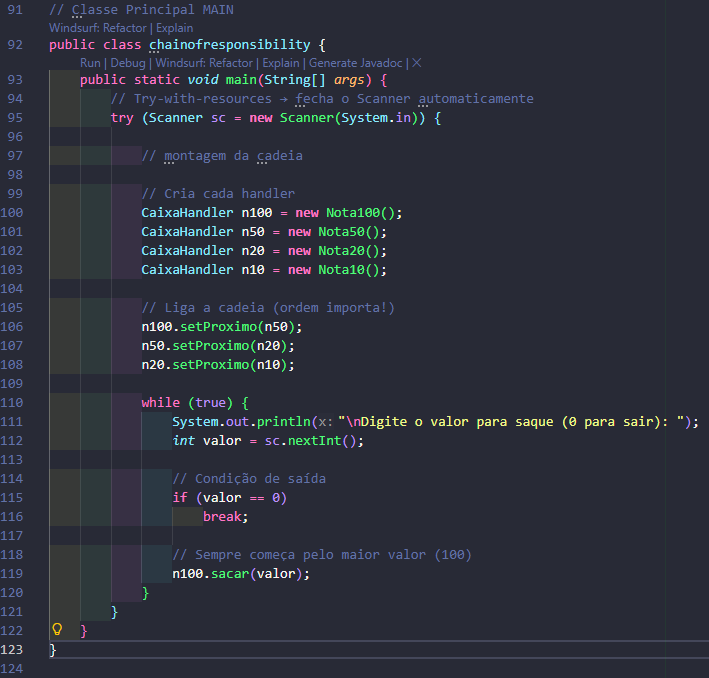 91 // Classe Principal MAIN
Windsurf: Refactor | Explain
92 public class chainofresponsibility {
Run | Debug | Windsurf: Refactor | Explain | Generate Javadoc | ×
93 public static void main(String[] args) {
94 // Try-with-resources → fecha o Scanner automaticamente
95 try (Scanner sc = new Scanner(System.in)) {
96
97 // montagem da cadeia
98
99 // Cria cada handler
100 CaixaHandler n100 = new Nota100();
101 CaixaHandler n50 = new Nota50();
102 CaixaHandler n20 = new Nota20();
103 CaixaHandler n10 = new Nota10();
104
105 // Liga a cadeia (ordem importa!)
106 n100.setProximo(n50);
107 n50.setProximo(n20);
108 n20.setProximo(n10);
109
110 while (true) {
111 System.out.println(x: "\nDigite o valor para saque (0 para sair): ");
112 int valor = sc.nextInt();
113
114 // Condição de saída
115 if (valor == 0)
116 break;
117
118 // Sempre começa pelo maior valor (100)
119 n100.sacar(valor);
120 }
121 }
122 }
123 }
124